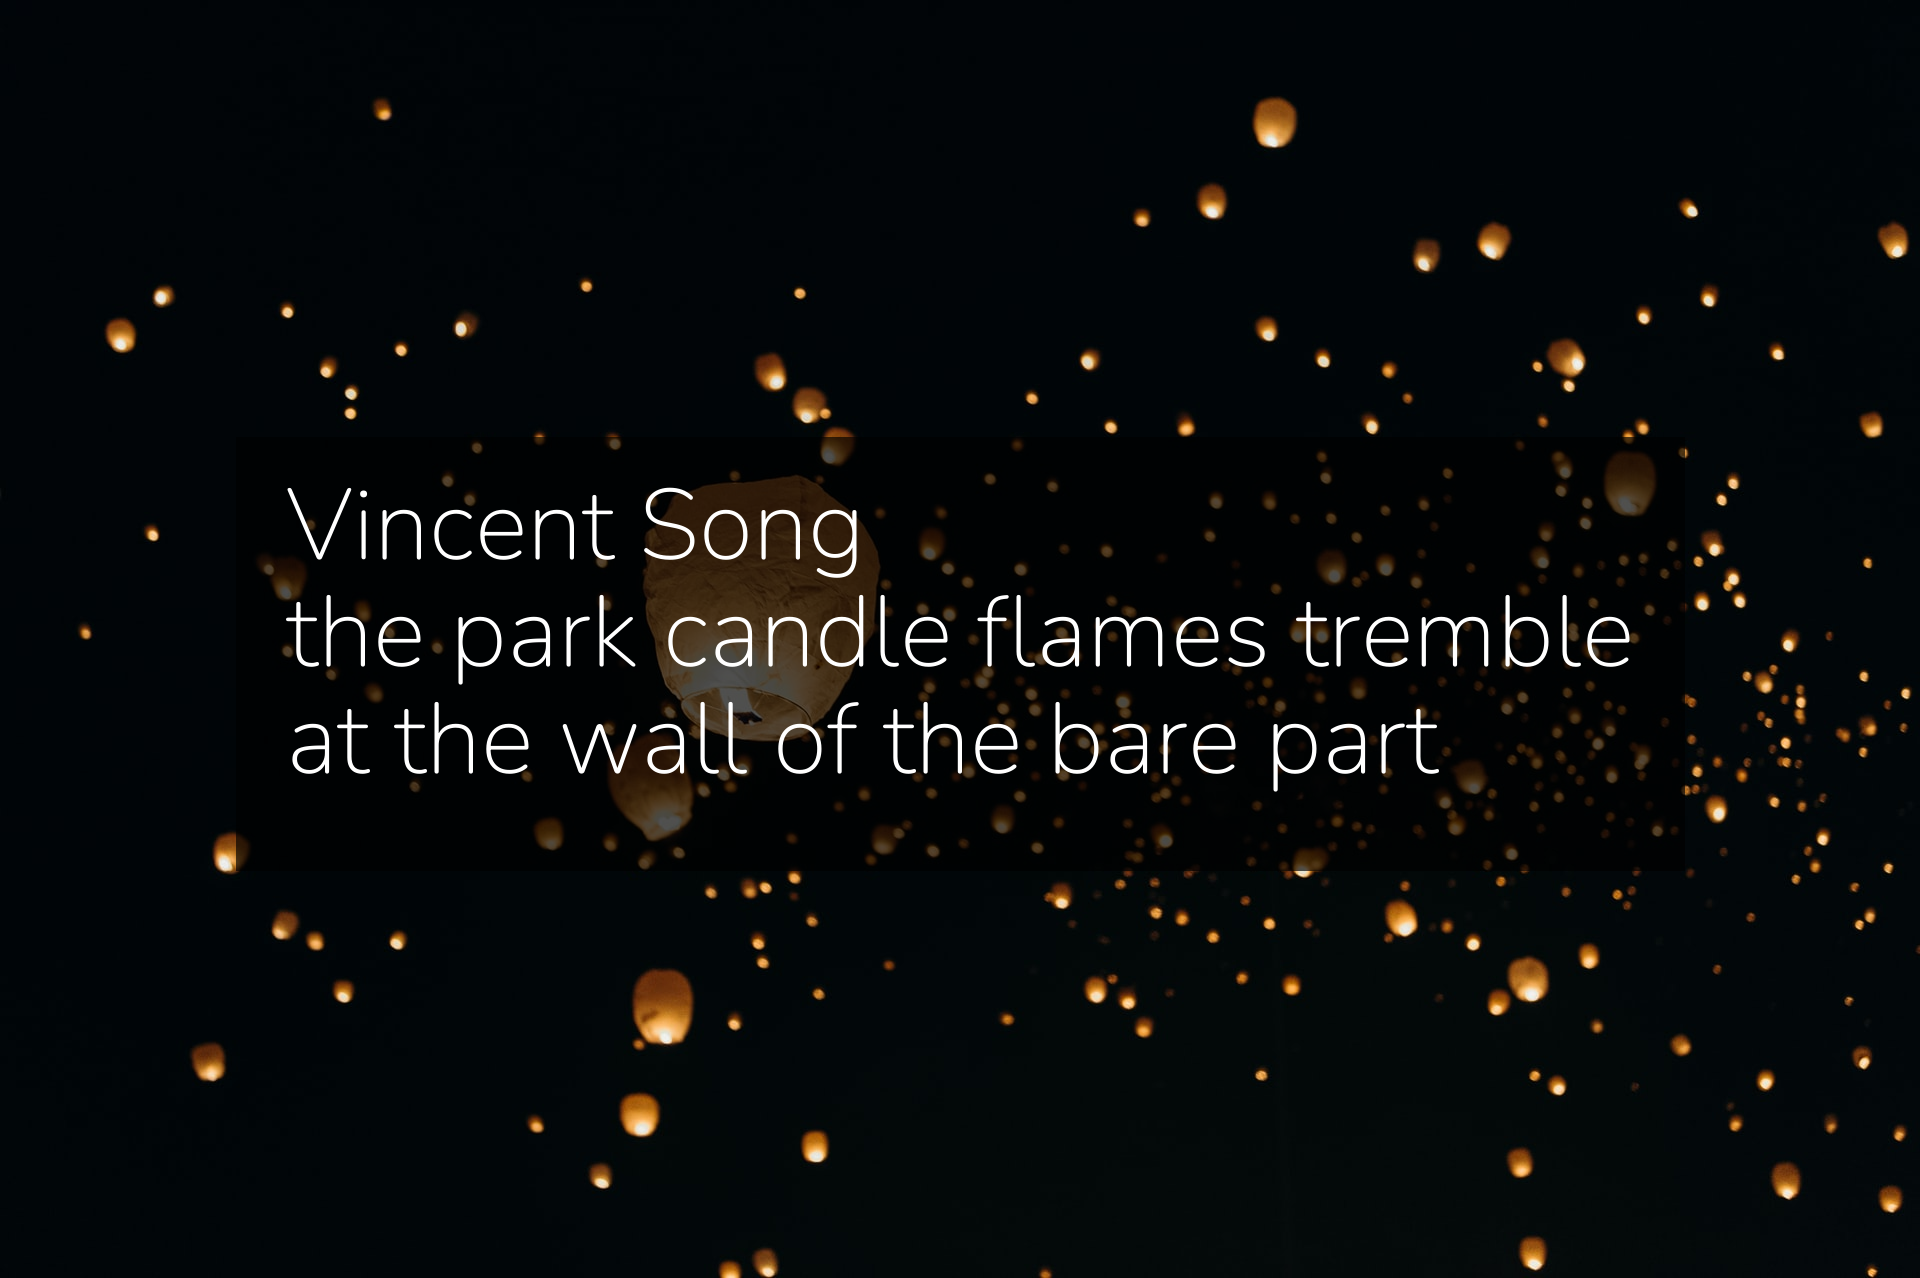 Vincent Song
the park candle flames tremble
at the wall of the bare part